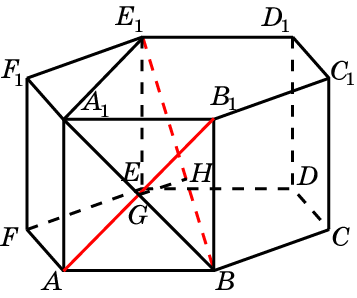 E₁ D₁
F₁ A₁ B₁ C₁
E H D
F G C
A B